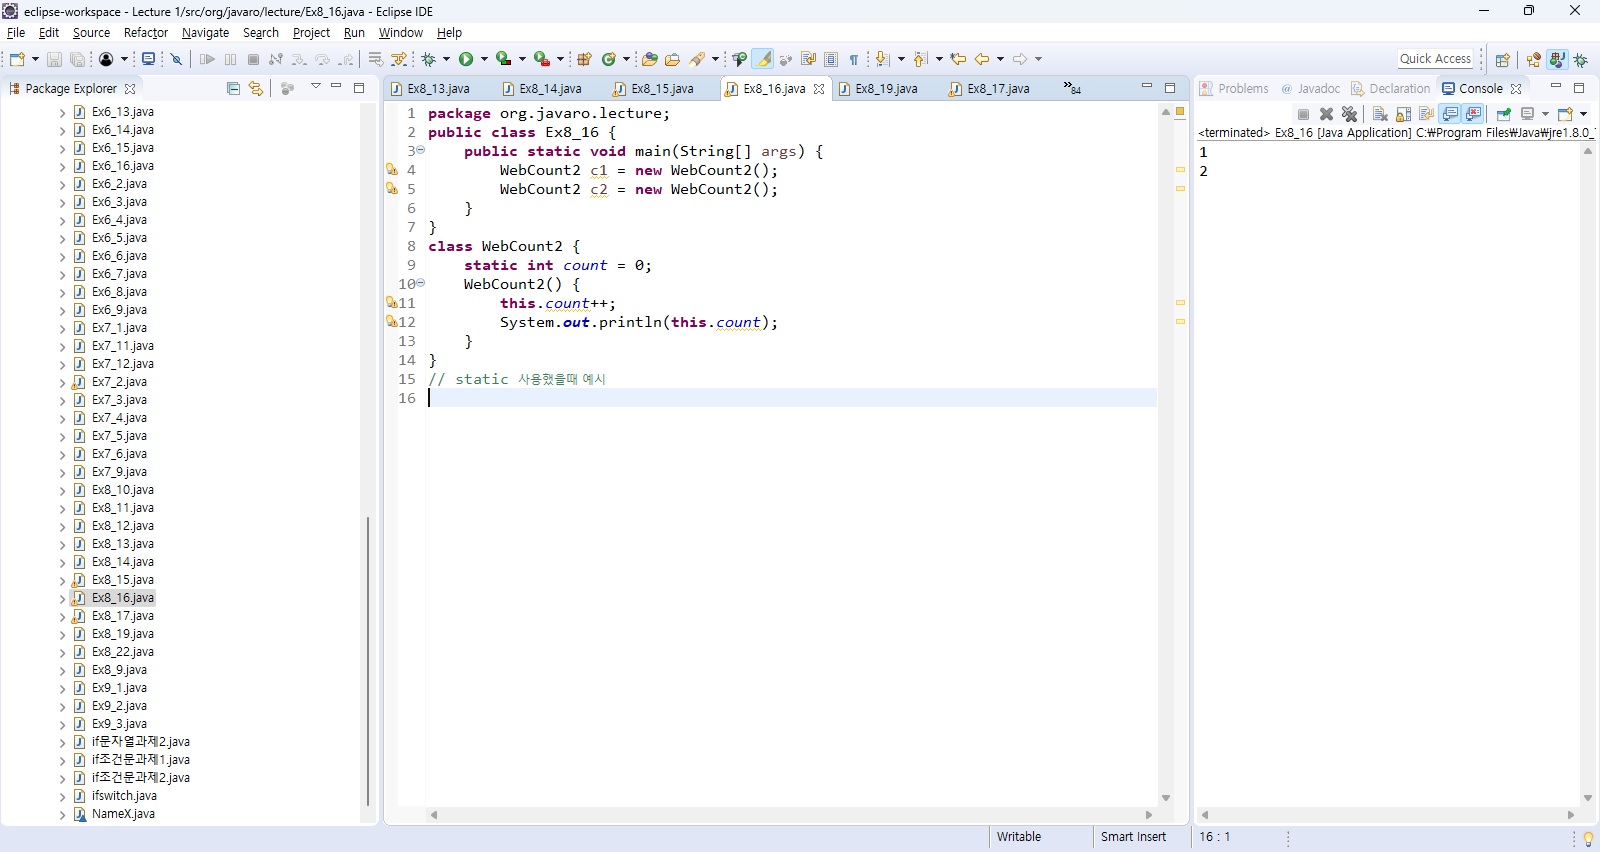 eclipse-workspace - Lecture 1/src/org/javaro/lecture/Ex8_16.java - Eclipse IDE
File Edit Source Refactor Navigate Search Project Run Window Help
Quick Access
Package Explorer
Ex6_13.java
Ex6_14.java
Ex6_15.java
Ex6_16.java
Ex6_2.java
Ex6_3.java
Ex6_4.java
Ex6_5.java
Ex6_6.java
Ex6_7.java
Ex6_8.java
Ex6_9.java
Ex7_1.java
Ex7_11.java
Ex7_12.java
Ex7_2.java
Ex7_3.java
Ex7_4.java
Ex7_5.java
Ex7_6.java
Ex7_9.java
Ex8_10.java
Ex8_11.java
Ex8_12.java
Ex8_13.java
Ex8_14.java
Ex8_15.java
Ex8_16.java
Ex8_17.java
Ex8_19.java
Ex8_22.java
Ex8_9.java
Ex9_1.java
Ex9_2.java
Ex9_3.java
if문자열과제2.java
if조건문과제1.java
if조건문과제2.java
ifswitch.java
NameX.java
Ex8_13.java Ex8_14.java Ex8_15.java Ex8_16.java Ex8_19.java Ex8_17.java »84
1 package org.javaro.lecture;
2 public class Ex8_16 {
3 public static void main(String[] args) {
4 WebCount2 c1 = new WebCount2();
5 WebCount2 c2 = new WebCount2();
6 }
7 }
8 class WebCount2 {
9 static int count = 0;
10 WebCount2() {
11 this.count++;
12 System.out.println(this.count);
13 }
14 }
15 // static 사용했을때 예시
16
Problems @ Javadoc Declaration Console
<terminated> Ex8_16 [Java Application] C:₩Program Files₩Java₩jre1.8.0_
1
2
Writable Smart Insert 16 : 1